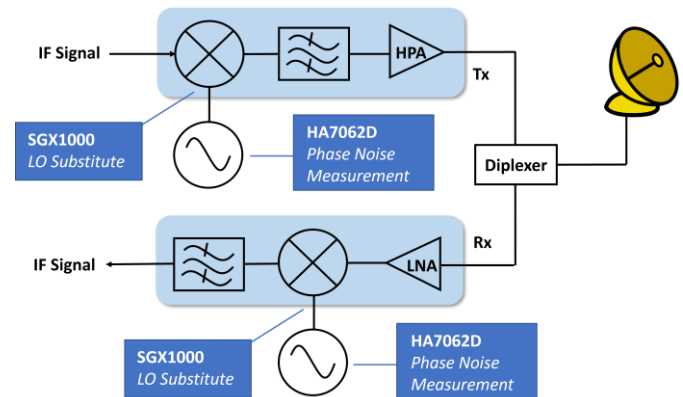 IF Signal
HPA
Tx
SGX1000
LO Substitute
HA7062D
Phase Noise
Measurement
Diplexer
Rx
IF Signal
LNA
SGX1000
LO Substitute
HA7062D
Phase Noise
Measurement